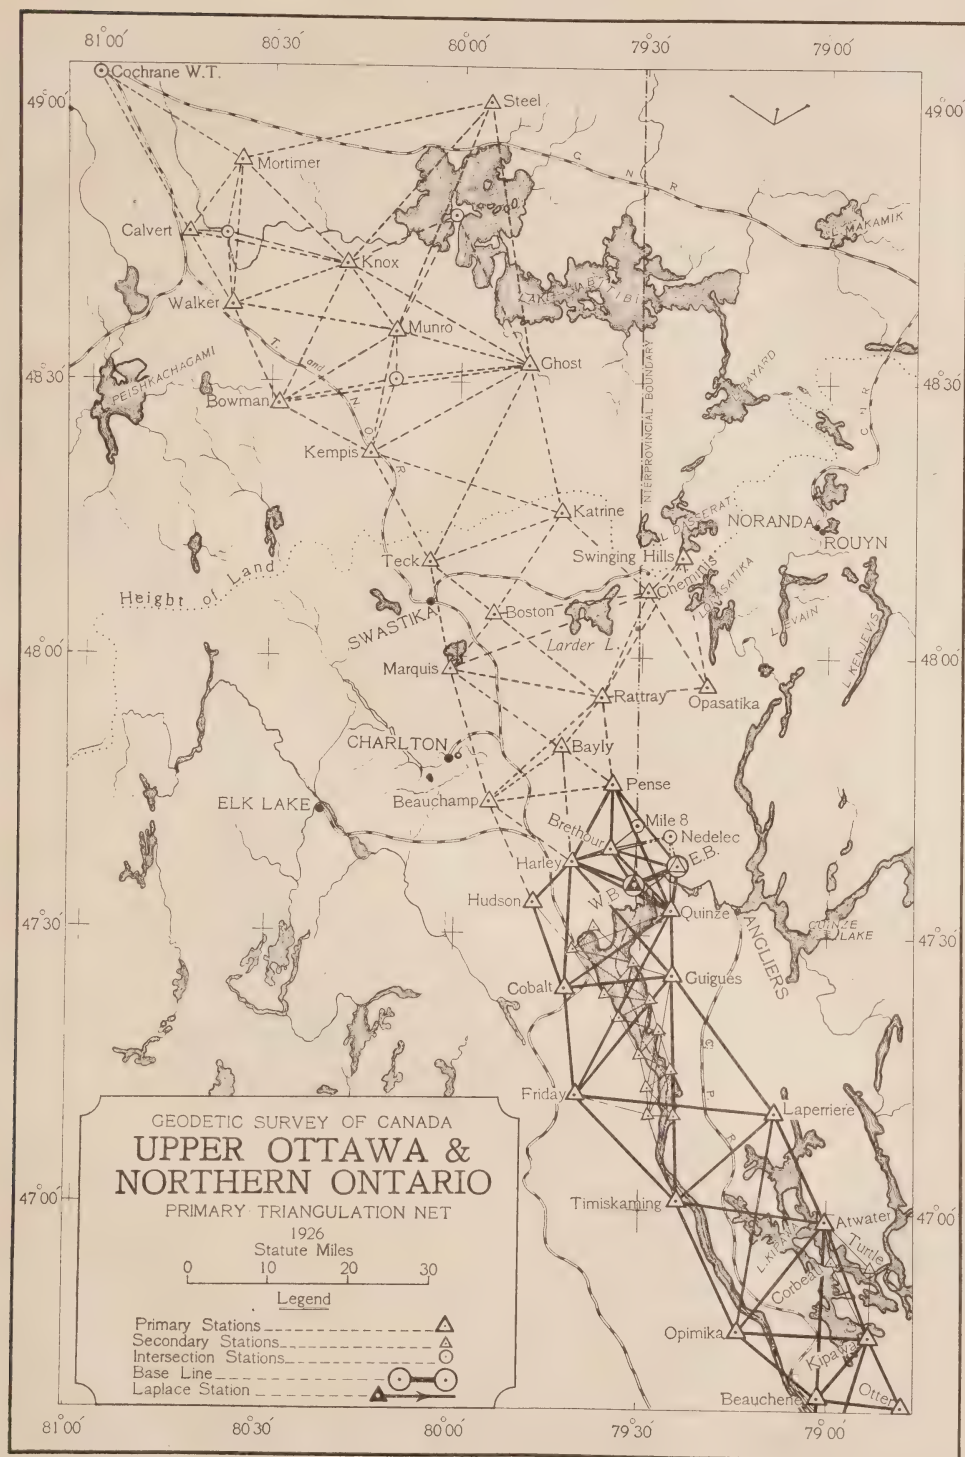 81°00′ 80°30′ 80°00′ 79°30′ 79°00′
Cochrane W.T.
49°00′
Steel
49°00′
Mortimer
C. N. R.
Calvert
L. MAKAMIK
Knox
LAKE ABITIBI
Walker
Munro
T. and N. O. R.
Ghost
INTERPROVINCIAL BOUNDARY
PEISHKACHAGAMI
48°30′
48°30′
Bowman
C N R
Kempis
Katrine
L. DASSERAT
NORANDA
Swinging Hills
ROUYN
Teck
Cheminis
Height of Land
L. OPASATIKA
SWASTIKA
Boston
Larder L.
L. KEKIEVIS
48°00′
Marquis
48°00′
Rattray
Opasatika
CHARLTON
Bayly
Pense
Beauchamp
ELK LAKE
Mile 8
Brethour
Nedelec
Harley
E.B.
W.B.
Hudson
Quinze
ANGLIERS
QUINZE LAKE
47°30′
47°30′
Guigues
Cobalt
C. P. R.
Friday
Laperriere
Timiskaming
47°00′
47°00′
Atwater
L. KIPAWA
Turtle
Corbeau
Opimika
Kipawa
Beauchene
Otter
GEODETIC SURVEY OF CANADA
UPPER OTTAWA &
NORTHERN ONTARIO
PRIMARY TRIANGULATION NET
1926
Statute Miles
0 10 20 30
Legend
Primary Stations
Secondary Stations
Intersection Stations
Base Line
Laplace Station
81°00′ 80°30′ 80°00′ 79°30′ 79°00′